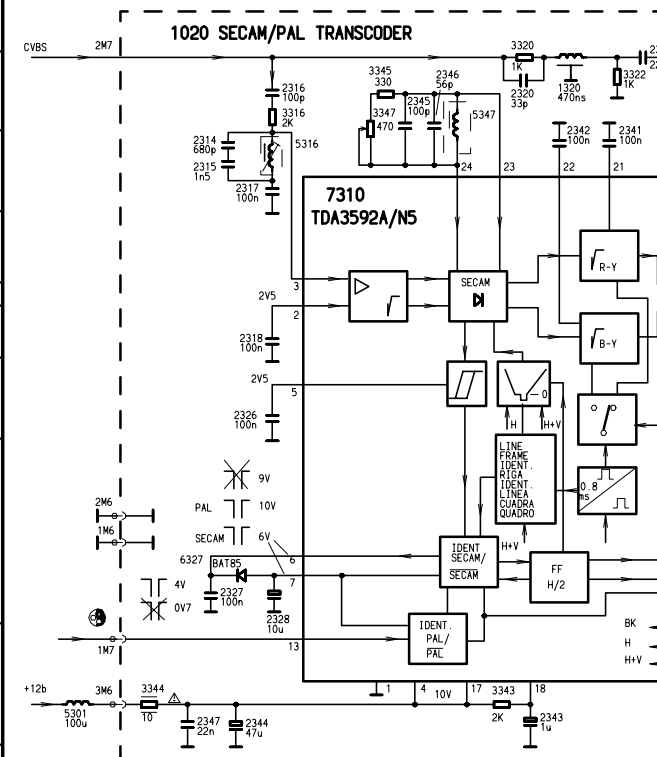 1020 SECAM/PAL TRANSCODER
CVBS
2M7
3320
1K
2320
33p
1320
470ns
3322
1K
2316
100p
3316
2K
5316
2314
680p
2315
1n5
2317
100n
3345
330
3347
470
2345
100p
2346
56p
5347
2342
100n
2341
100n
24
23
22
21
7310
TDA3592A/N5
3
2V5
2
2318
100n
SECAM
R-Y
B-Y
2V5
5
2326
100n
0
H
H+V
LINE
FRAME
IDENT.
RIGA
IDENT.
LINEA
CUADRA
QUADRO
0.8
ms
9V
PAL
10V
SECAM
6V
2M6
1M6
6
7
6327
BAT85
2327
100n
2328
10u
4V
0V7
IDENT
SECAM/
SECAM
H+V
FF
H/2
IDENT.
PAL/
PAL
1M7
13
BK
H
H+V
+12b
3M6
5301
100u
3344
10
2347
22n
2344
47u
1
4
10V
17
3343
2K
18
2343
1u